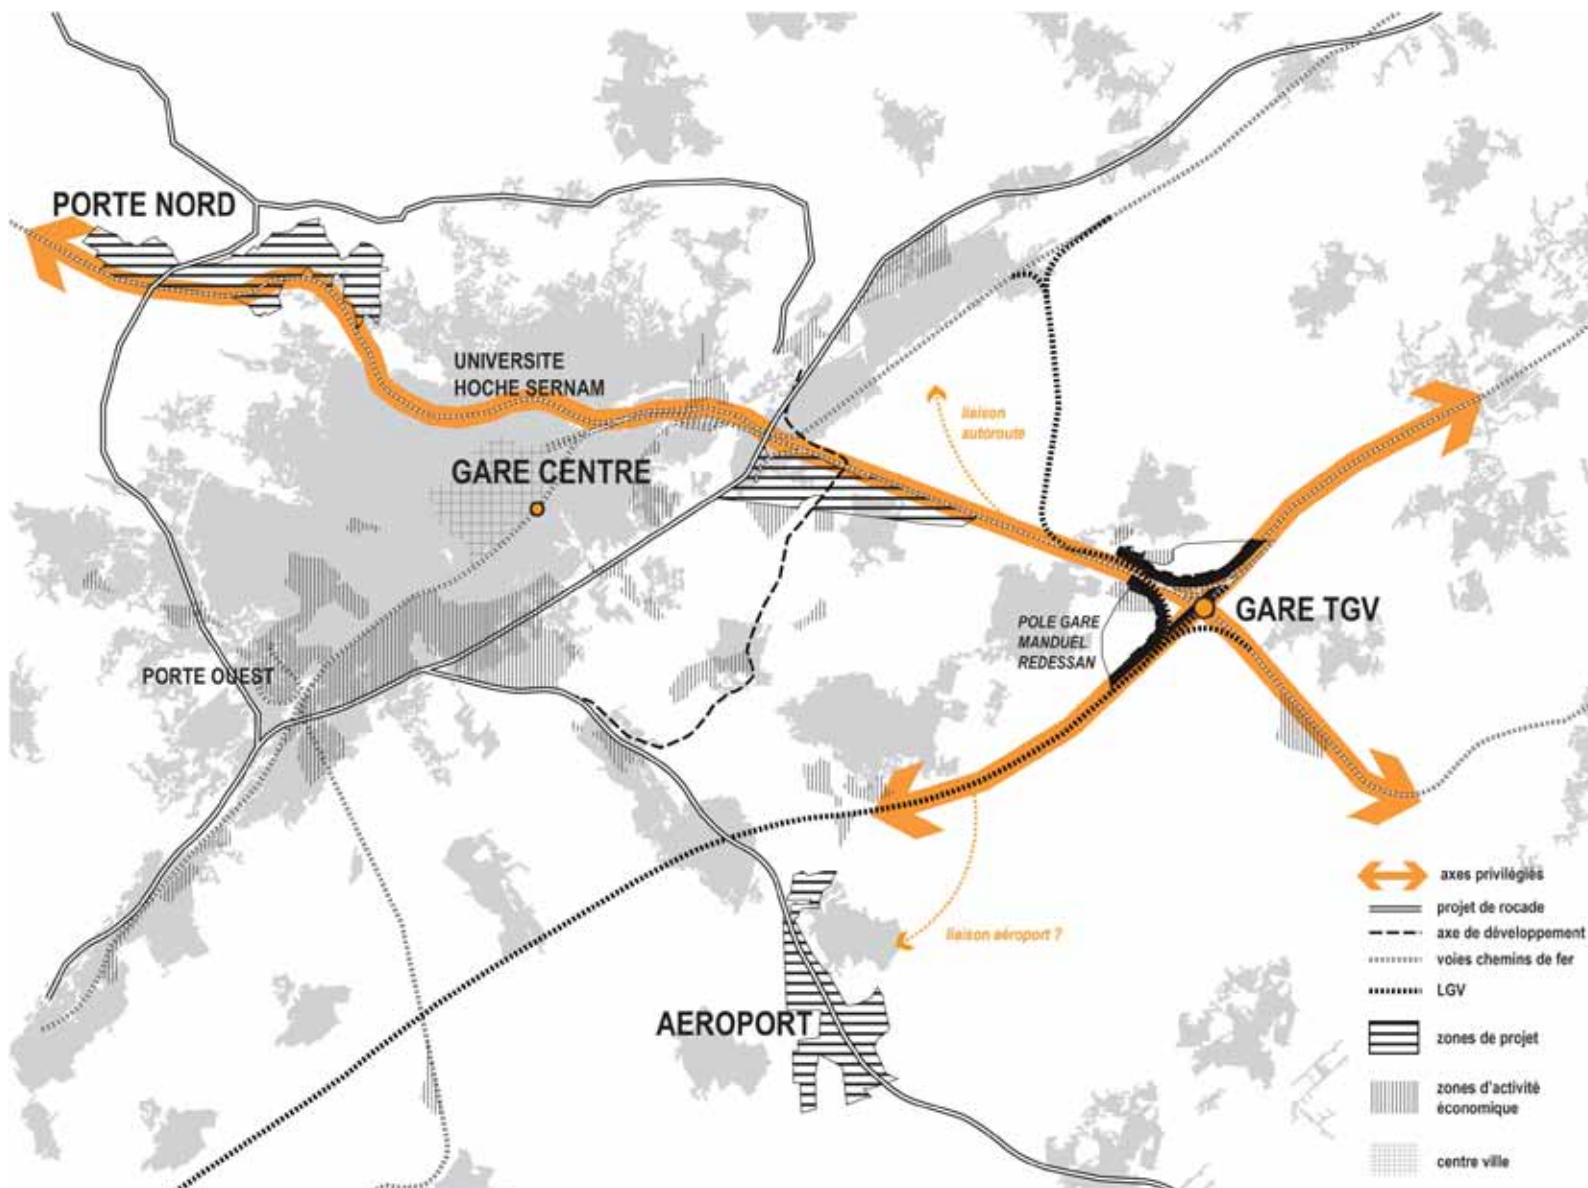 PORTE NORD
UNIVERSITE
HOCHE SERNAM
GARE CENTRE
liaison
autoroute
GARE TGV
POLE GARE
MANDUEL
REDESSAN
PORTE OUEST
liaison aéroport ?
AEROPORT
axes privilégiés
projet de rocade
axe de développement
voies chemins de fer
LGV
zones de projet
zones d'activité
économique
centre ville